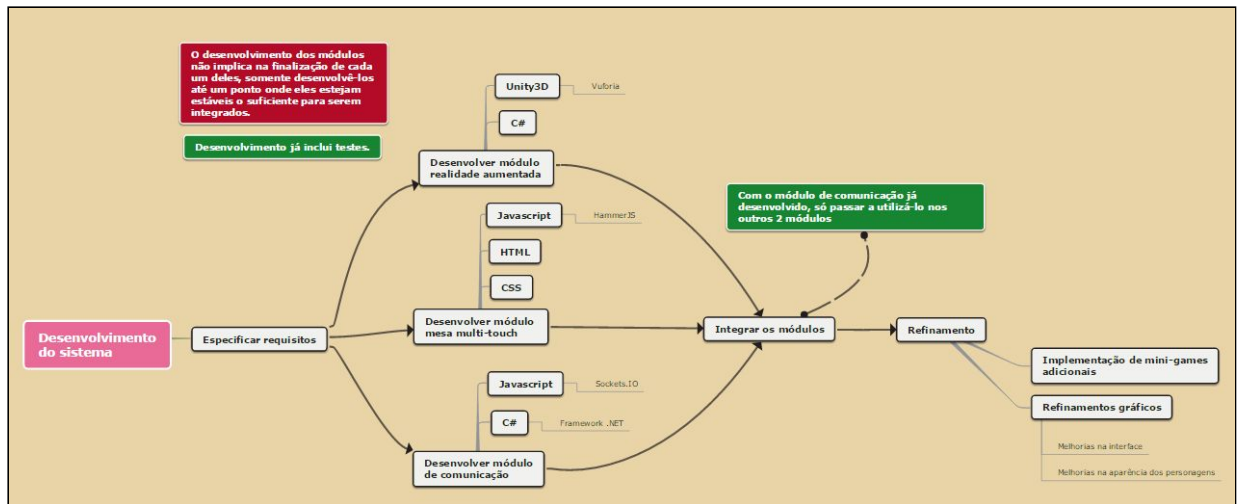 O desenvolvimento dos módulos
não implica na finalização de cada
um deles, somente desenvolvê-los
até um ponto onde eles estejam
estáveis o suficiente para serem
integrados.
Desenvolvimento já inclui testes.
Unity3D
Vuforia
C#
Desenvolver módulo
realidade aumentada
Com o módulo de comunicação já
desenvolvido, só passar a utilizá-lo nos
outros 2 módulos
Javascript
HammerJS
HTML
CSS
Desenvolver módulo
mesa multi-touch
Desenvolvimento
do sistema
Especificar requisitos
Integrar os módulos
Refinamento
Implementação de mini-games
adicionais
Refinamentos gráficos
Melhorias na interface
Melhorias na aparência dos personagens
Javascript
Sockets.IO
C#
Framework .NET
Desenvolver módulo
de comunicação